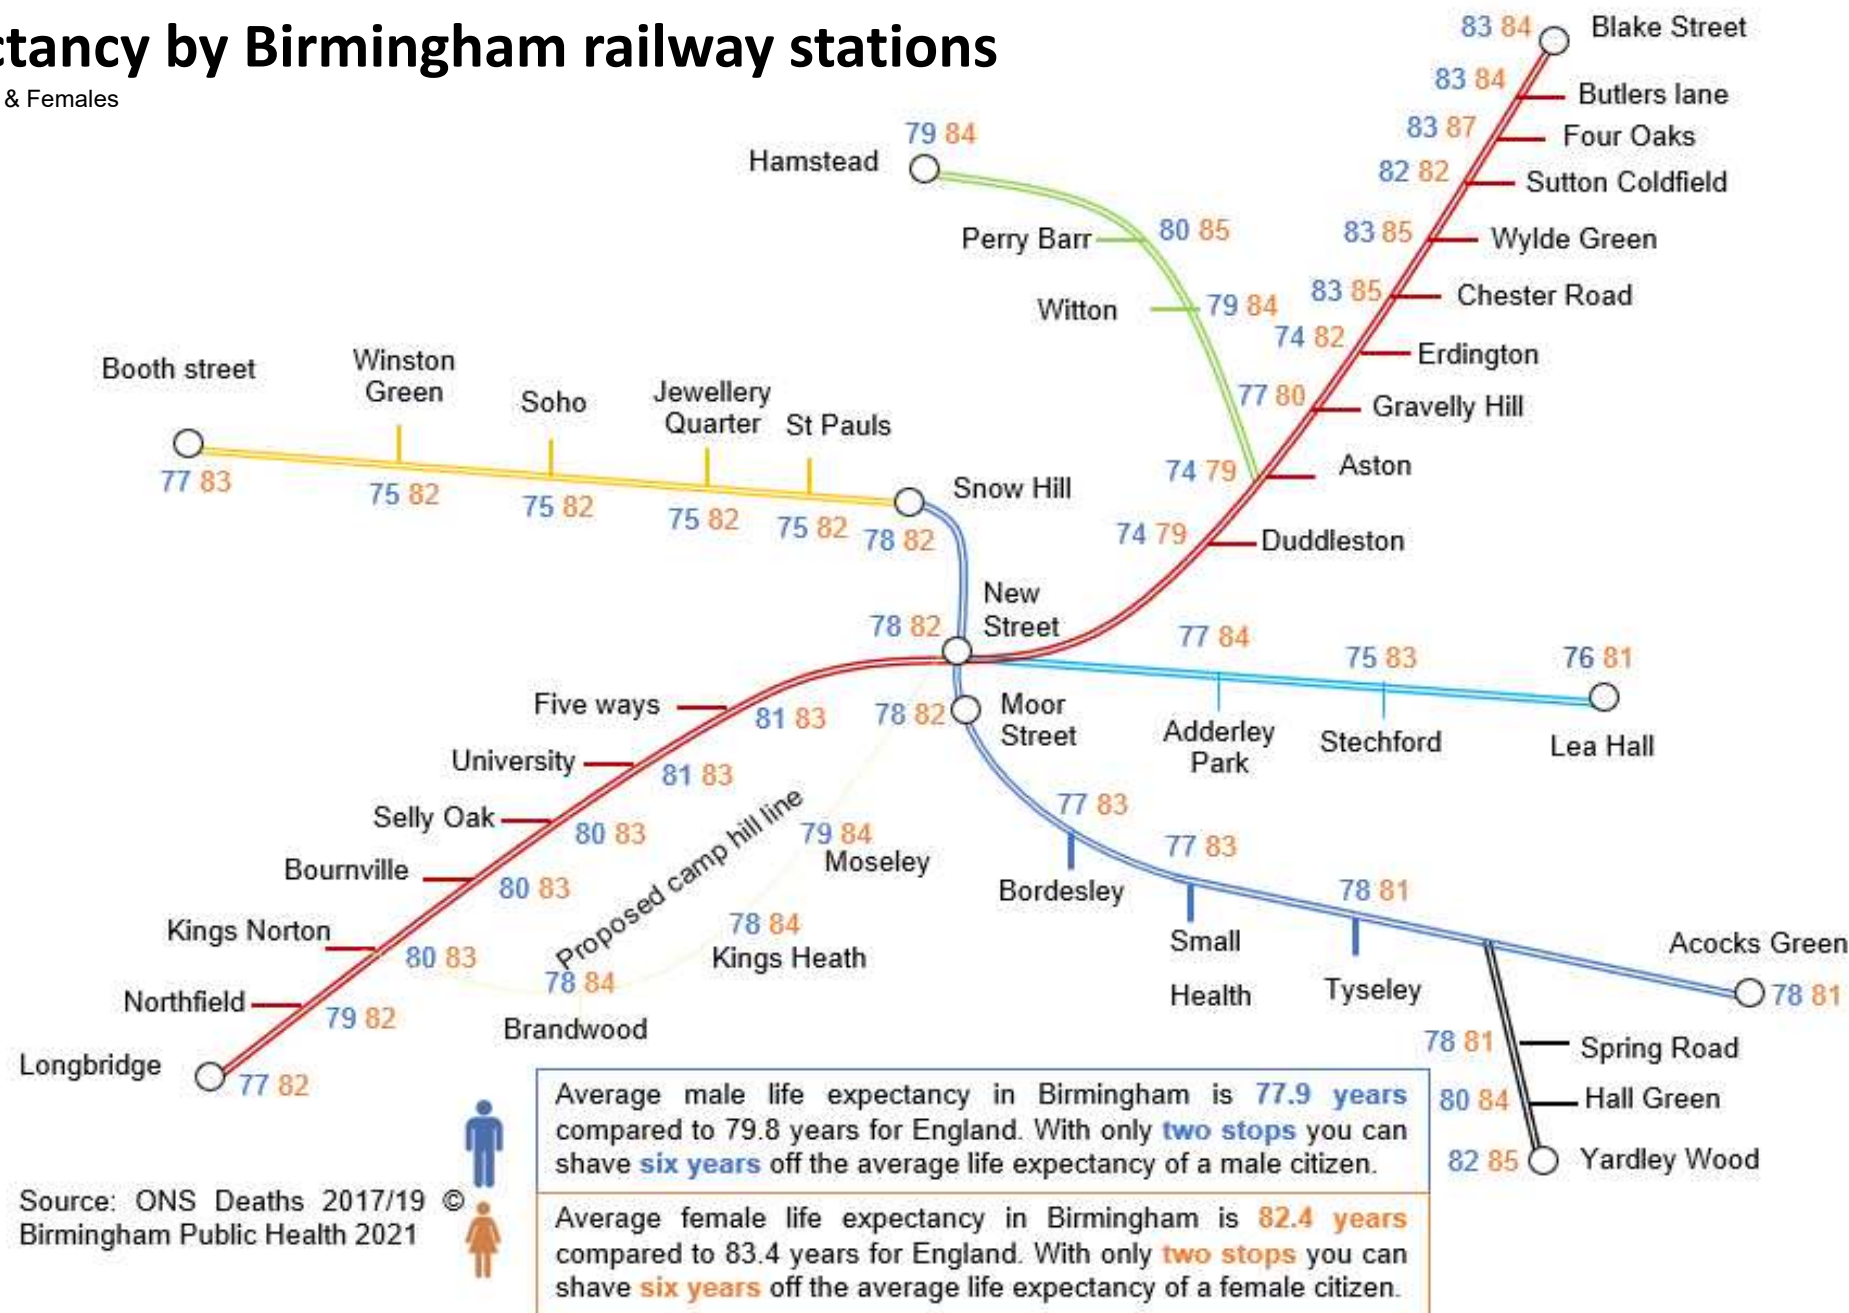 ctancy by Birmingham railway stations
& Females
83 84 Blake Street
83 84 Butlers lane
83 87 Four Oaks
82 82 Sutton Coldfield
83 85 Wylde Green
83 85 Chester Road
74 82 Erdington
77 80 Gravelly Hill
74 79 Aston
74 79 Duddleston
79 84
Hamstead
Perry Barr 80 85
Witton 79 84
Booth street
77 83
Winston
Green
75 82
Soho
75 82
Jewellery
Quarter
75 82
St Pauls
75 82
Snow Hill
78 82
New
Street
78 82
Moor
Street
78 82
77 84
Adderley
Park
75 83
Stechford
76 81
Lea Hall
Five ways 81 83
University 81 83
Selly Oak 80 83
Bournville 80 83
Kings Norton 80 83
Northfield 79 82
Longbridge 77 82
Proposed camp hill line
79 84
Moseley
78 84
Kings Heath
78 84
Brandwood
77 83
Bordesley
77 83
Small
Health
78 81
Tyseley
Acocks Green
78 81
78 81 Spring Road
80 84 Hall Green
82 85 Yardley Wood
Average male life expectancy in Birmingham is 77.9 years
compared to 79.8 years for England. With only two stops you can
shave six years off the average life expectancy of a male citizen.
Average female life expectancy in Birmingham is 82.4 years
compared to 83.4 years for England. With only two stops you can
shave six years off the average life expectancy of a female citizen.
Source: ONS Deaths 2017/19 ©
Birmingham Public Health 2021